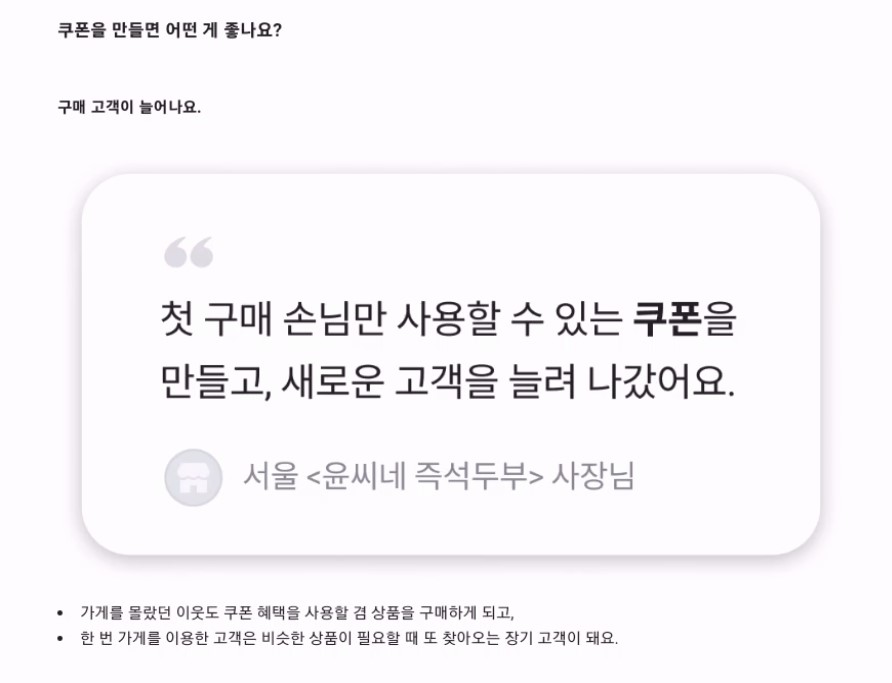 쿠폰을 만들면 어떤 게 좋나요?
구매 고객이 늘어나요.
“
첫 구매 손님만 사용할 수 있는 쿠폰을
만들고, 새로운 고객을 늘려 나갔어요.
서울 <윤씨네 즉석두부> 사장님
• 가게를 몰랐던 이웃도 쿠폰 혜택을 사용할 겸 상품을 구매하게 되고,
• 한 번 가게를 이용한 고객은 비슷한 상품이 필요할 때 또 찾아오는 장기 고객이 돼요.